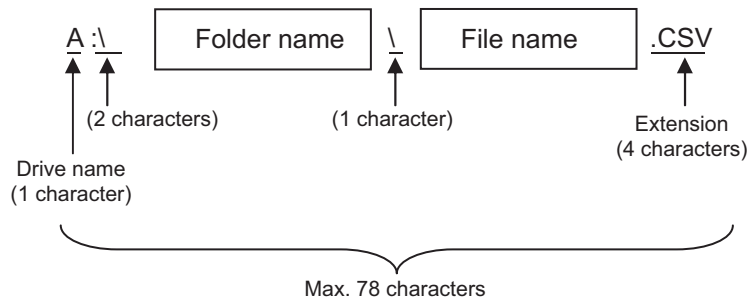 A :\ Folder name \ File name .CSV
(2 characters) (1 character)
Extension
(4 characters)
Drive name
(1 character)
Max. 78 characters